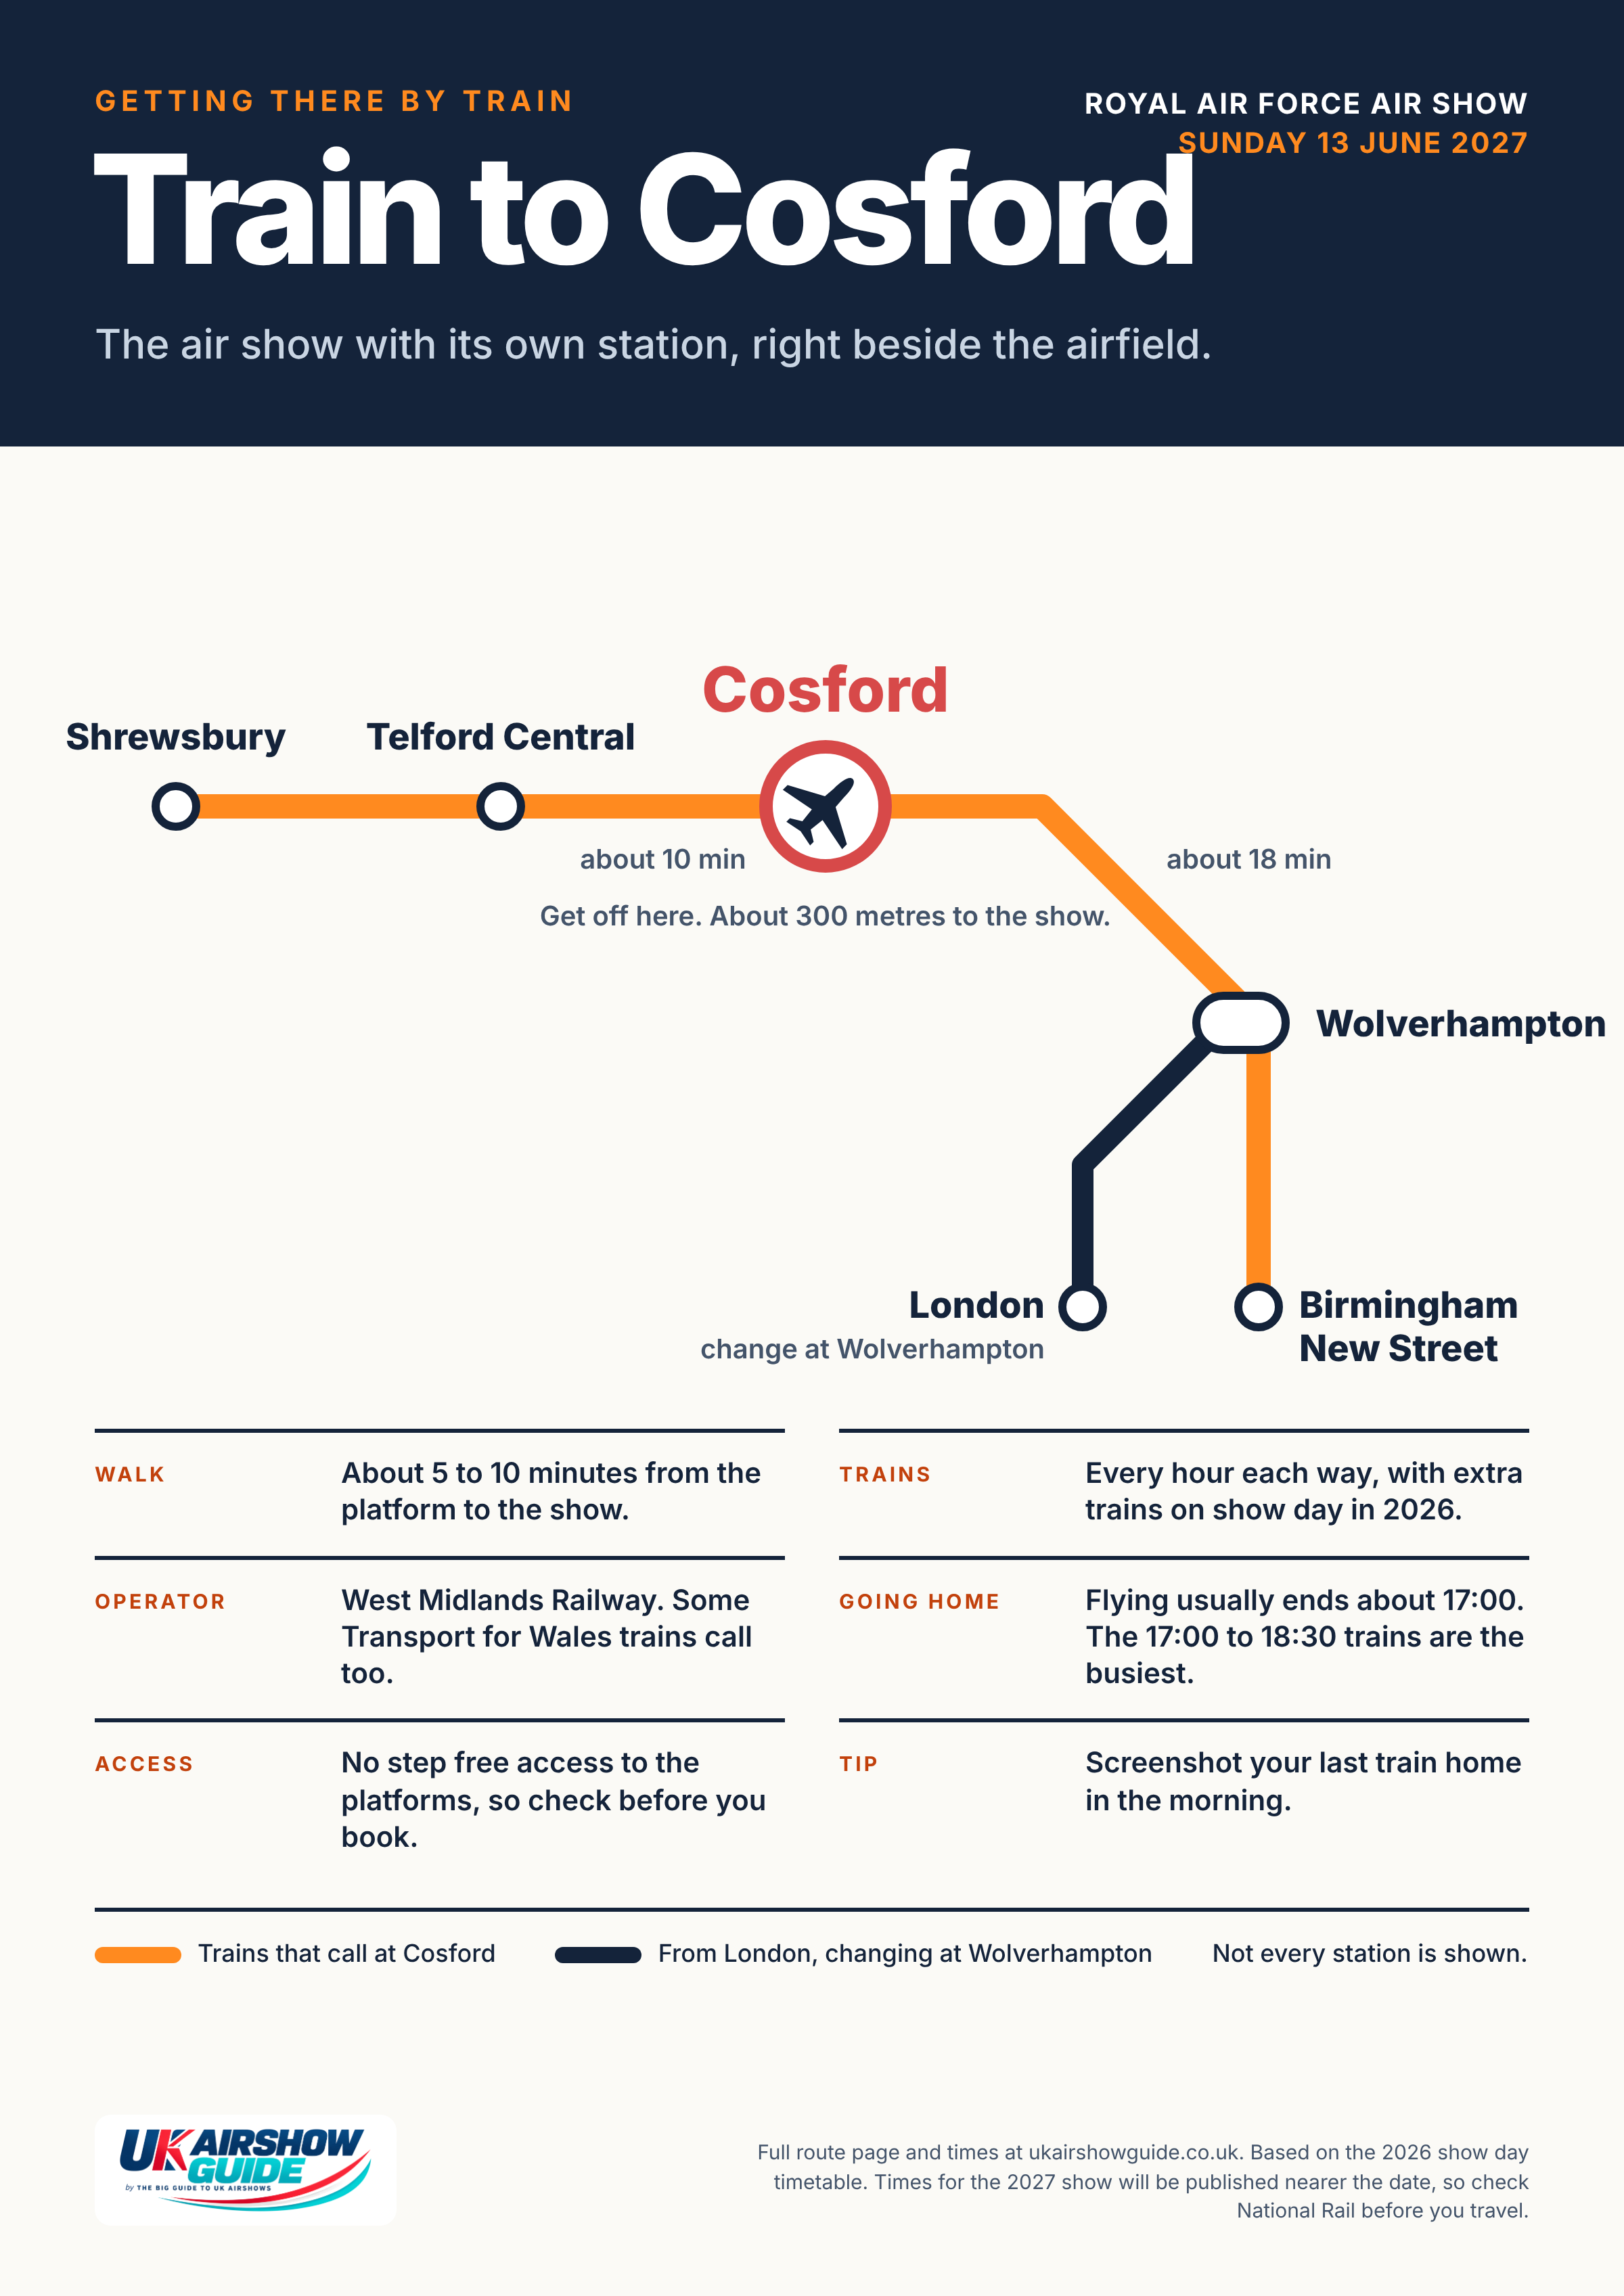 GETTING THERE BY TRAIN
ROYAL AIR FORCE AIR SHOW
SUNDAY 13 JUNE 2027
Train to Cosford
The air show with its own station, right beside the airfield.
Cosford
Shrewsbury
Telford Central
about 10 min
about 18 min
Get off here. About 300 metres to the show.
Wolverhampton
London
change at Wolverhampton
Birmingham
New Street
WALK
About 5 to 10 minutes from the
platform to the show.
TRAINS
Every hour each way, with extra
trains on show day in 2026.
OPERATOR
West Midlands Railway. Some
Transport for Wales trains call
too.
GOING HOME
Flying usually ends about 17:00.
The 17:00 to 18:30 trains are the
busiest.
ACCESS
No step free access to the
platforms, so check before you
book.
TIP
Screenshot your last train home
in the morning.
Trains that call at Cosford
From London, changing at Wolverhampton
Not every station is shown.
UK AIRSHOW
GUIDE
by THE BIG GUIDE TO UK AIRSHOWS
Full route page and times at ukairshowguide.co.uk. Based on the 2026 show day
timetable. Times for the 2027 show will be published nearer the date, so check
National Rail before you travel.